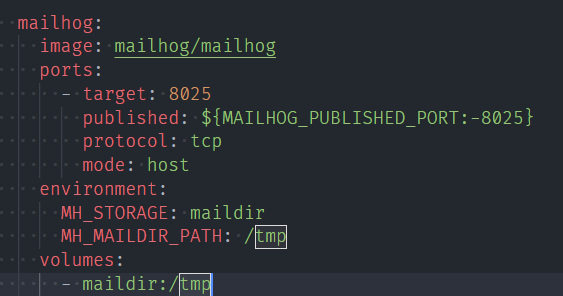 mailhog:
image: mailhog/mailhog
ports:
- target: 8025
published: ${MAILHOG_PUBLISHED_PORT:-8025}
protocol: tcp
mode: host
environment:
MH_STORAGE: maildir
MH_MAILDIR_PATH: /tmp
volumes:
- maildir:/tmp